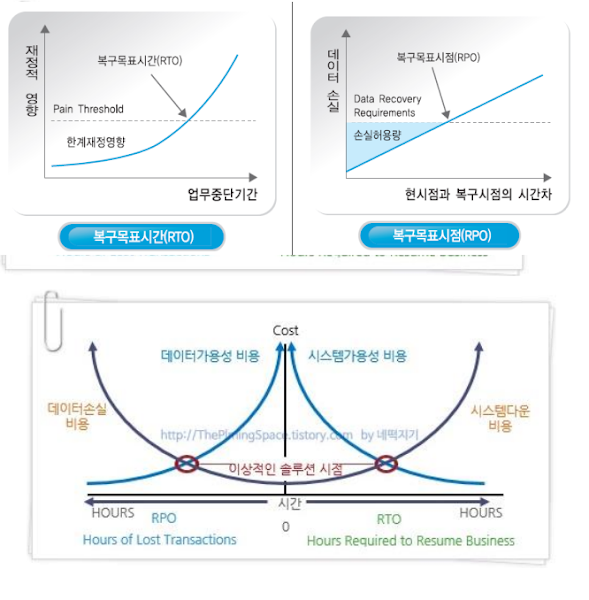 재정적 영향
복구목표시간(RTO)
Pain Threshold
한계재정영향
업무중단기간
복구목표시간(RTO)
데이터 손실
복구목표시점(RPO)
Data Recovery
Requirements
손실허용량
현시점과 복구시점의 시간차
복구목표시점(RPO)
Cost
데이터가용성 비용
시스템가용성 비용
데이터손실
비용
시스템다운
비용
by 네떡지기
이상적인 솔루션 시점
시간
0
HOURS
HOURS
RPO
RTO
Hours of Lost Transactions
Hours Required to Resume Business